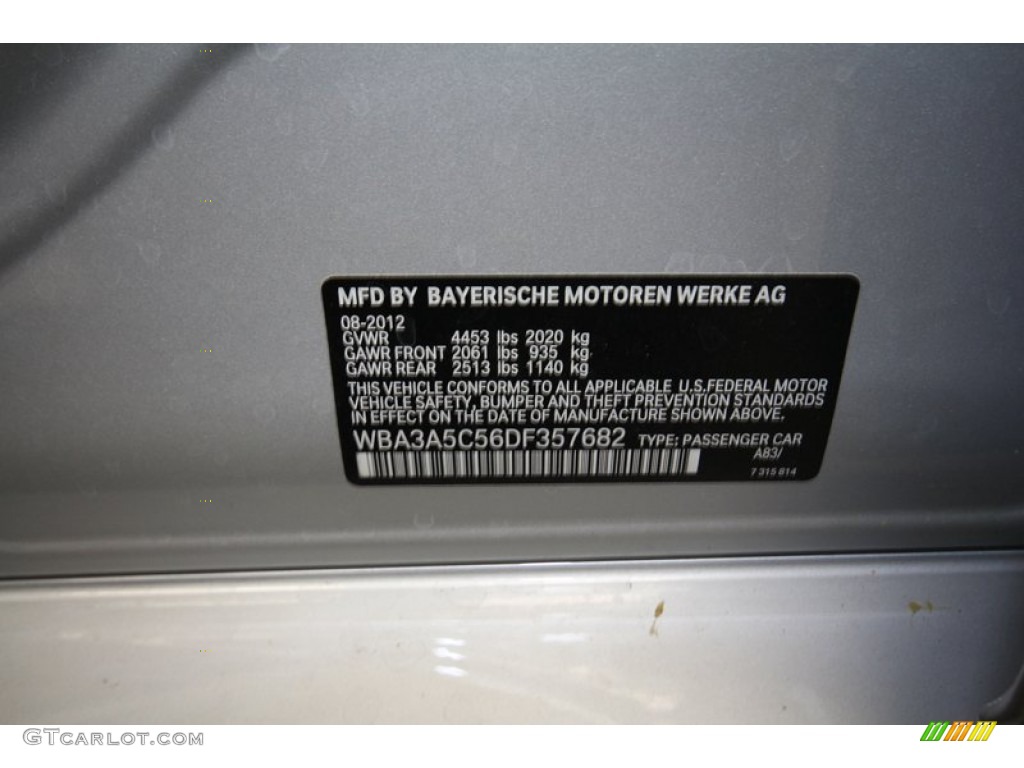 MFD BY BAYERISCHE MOTOREN WERKE AG
08-2012
GVWR 4453 lbs 2020 kg
GAWR FRONT 2061 lbs 935 kg
GAWR REAR 2513 lbs 1140 kg
THIS VEHICLE CONFORMS TO ALL APPLICABLE U.S.FEDERAL MOTOR
VEHICLE SAFETY, BUMPER AND THEFT PREVENTION STANDARDS
IN EFFECT ON THE DATE OF MANUFACTURE SHOWN ABOVE.
WBA3A5C56DF357682 TYPE: PASSENGER CAR
A83/
7 315 814
GTCARLOT.COM